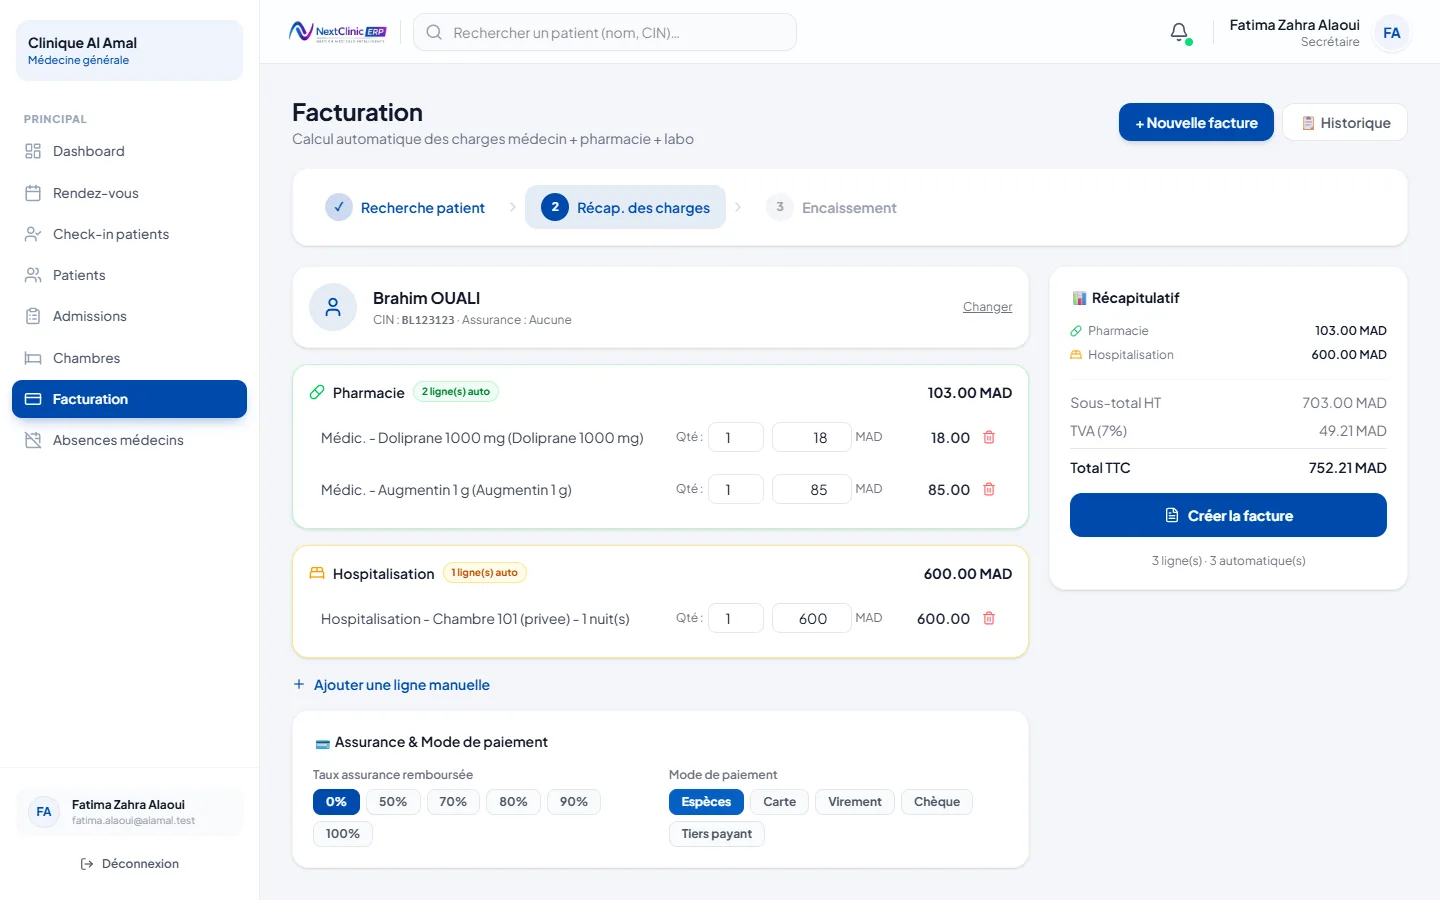 Clinique Al Amal
Médecine générale
PRINCIPAL
Dashboard
Rendez-vous
Check-in patients
Patients
Admissions
Chambres
Facturation
Absences médecins
FA
Fatima Zahra Alaoui
fatima.alaoui@alamal.test
Déconnexion
NextClinic ERP
Rechercher un patient (nom, CIN)...
Fatima Zahra Alaoui
Secrétaire
FA
Facturation
Calcul automatique des charges médecin + pharmacie + labo
+ Nouvelle facture
Historique
✓ Recherche patient
2 Récap. des charges
3 Encaissement
Brahim OUALI
CIN : BL123123 · Assurance : Aucune
Changer
Pharmacie 2 ligne(s) auto 103.00 MAD
Médic. - Doliprane 1000 mg (Doliprane 1000 mg) Qté : 1 18 MAD 18.00
Médic. - Augmentin 1 g (Augmentin 1 g) Qté : 1 85 MAD 85.00
Hospitalisation 1 ligne(s) auto 600.00 MAD
Hospitalisation - Chambre 101 (privee) - 1 nuit(s) Qté : 1 600 MAD 600.00
+ Ajouter une ligne manuelle
Assurance & Mode de paiement
Taux assurance remboursée
0% 50% 70% 80% 90%
100%
Mode de paiement
Espèces Carte Virement Chèque
Tiers payant
Récapitulatif
Pharmacie 103.00 MAD
Hospitalisation 600.00 MAD
Sous-total HT 703.00 MAD
TVA (7%) 49.21 MAD
Total TTC 752.21 MAD
Créer la facture
3 ligne(s) · 3 automatique(s)